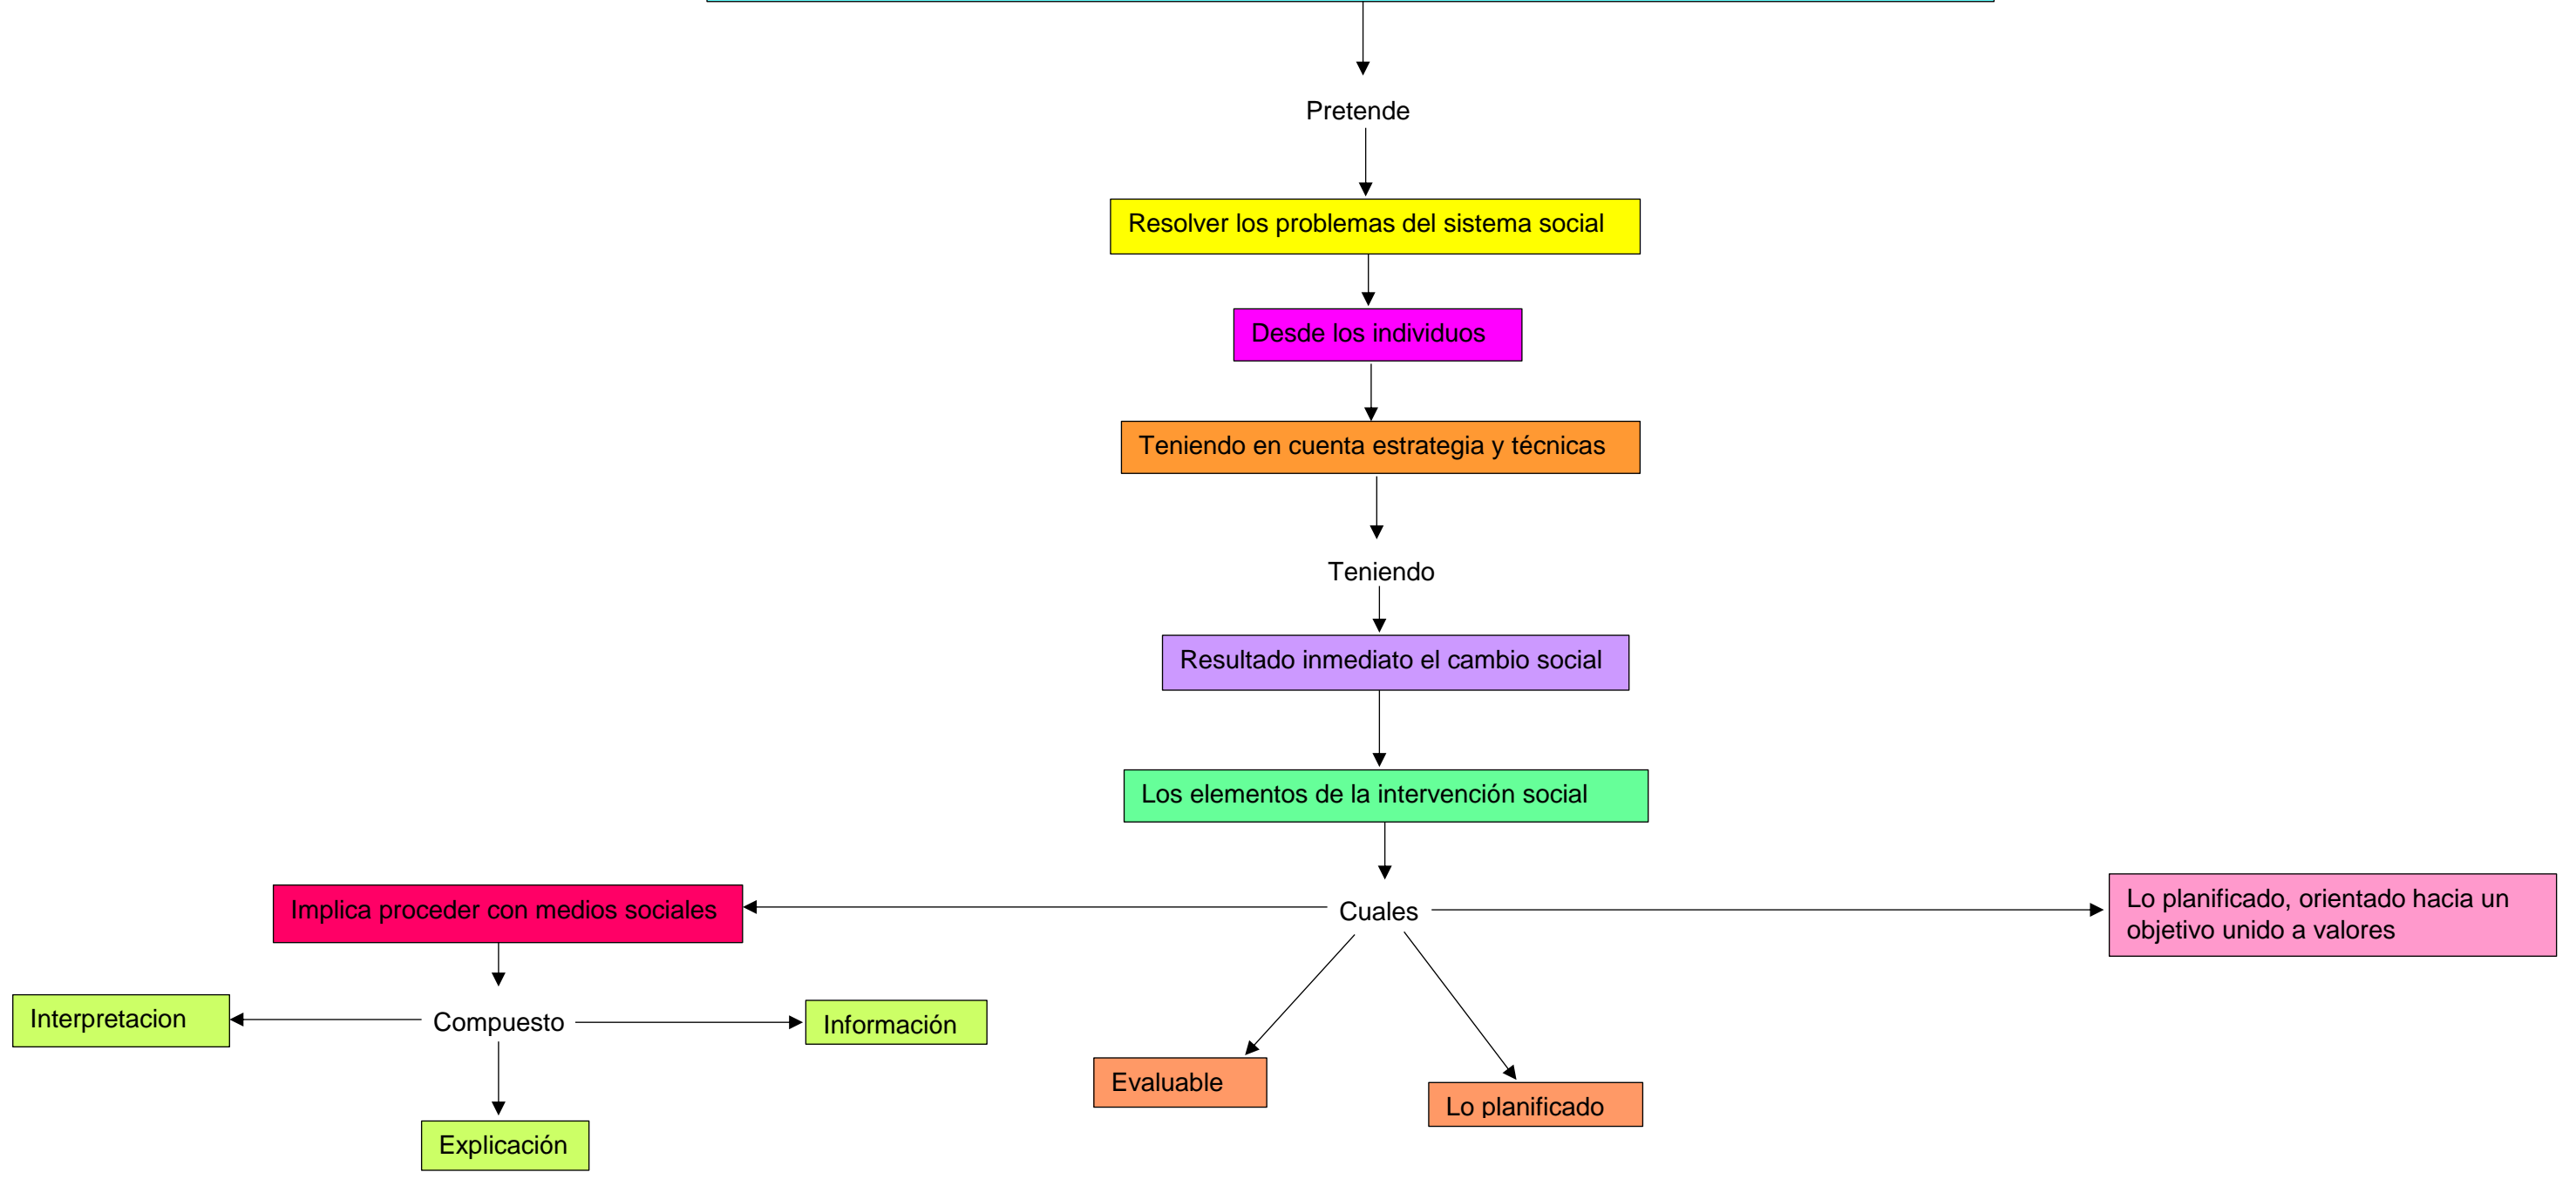 Pretende
Resolver los problemas del sistema social
Desde los individuos
Teniendo en cuenta estrategia y técnicas
Teniendo
Resultado inmediato el cambio social
Los elementos de la intervención social
Implica proceder con medios sociales
Cuales
Lo planificado, orientado hacia un
objetivo unido a valores
Interpretacion
Compuesto
Información
Evaluable
Lo planificado
Explicación